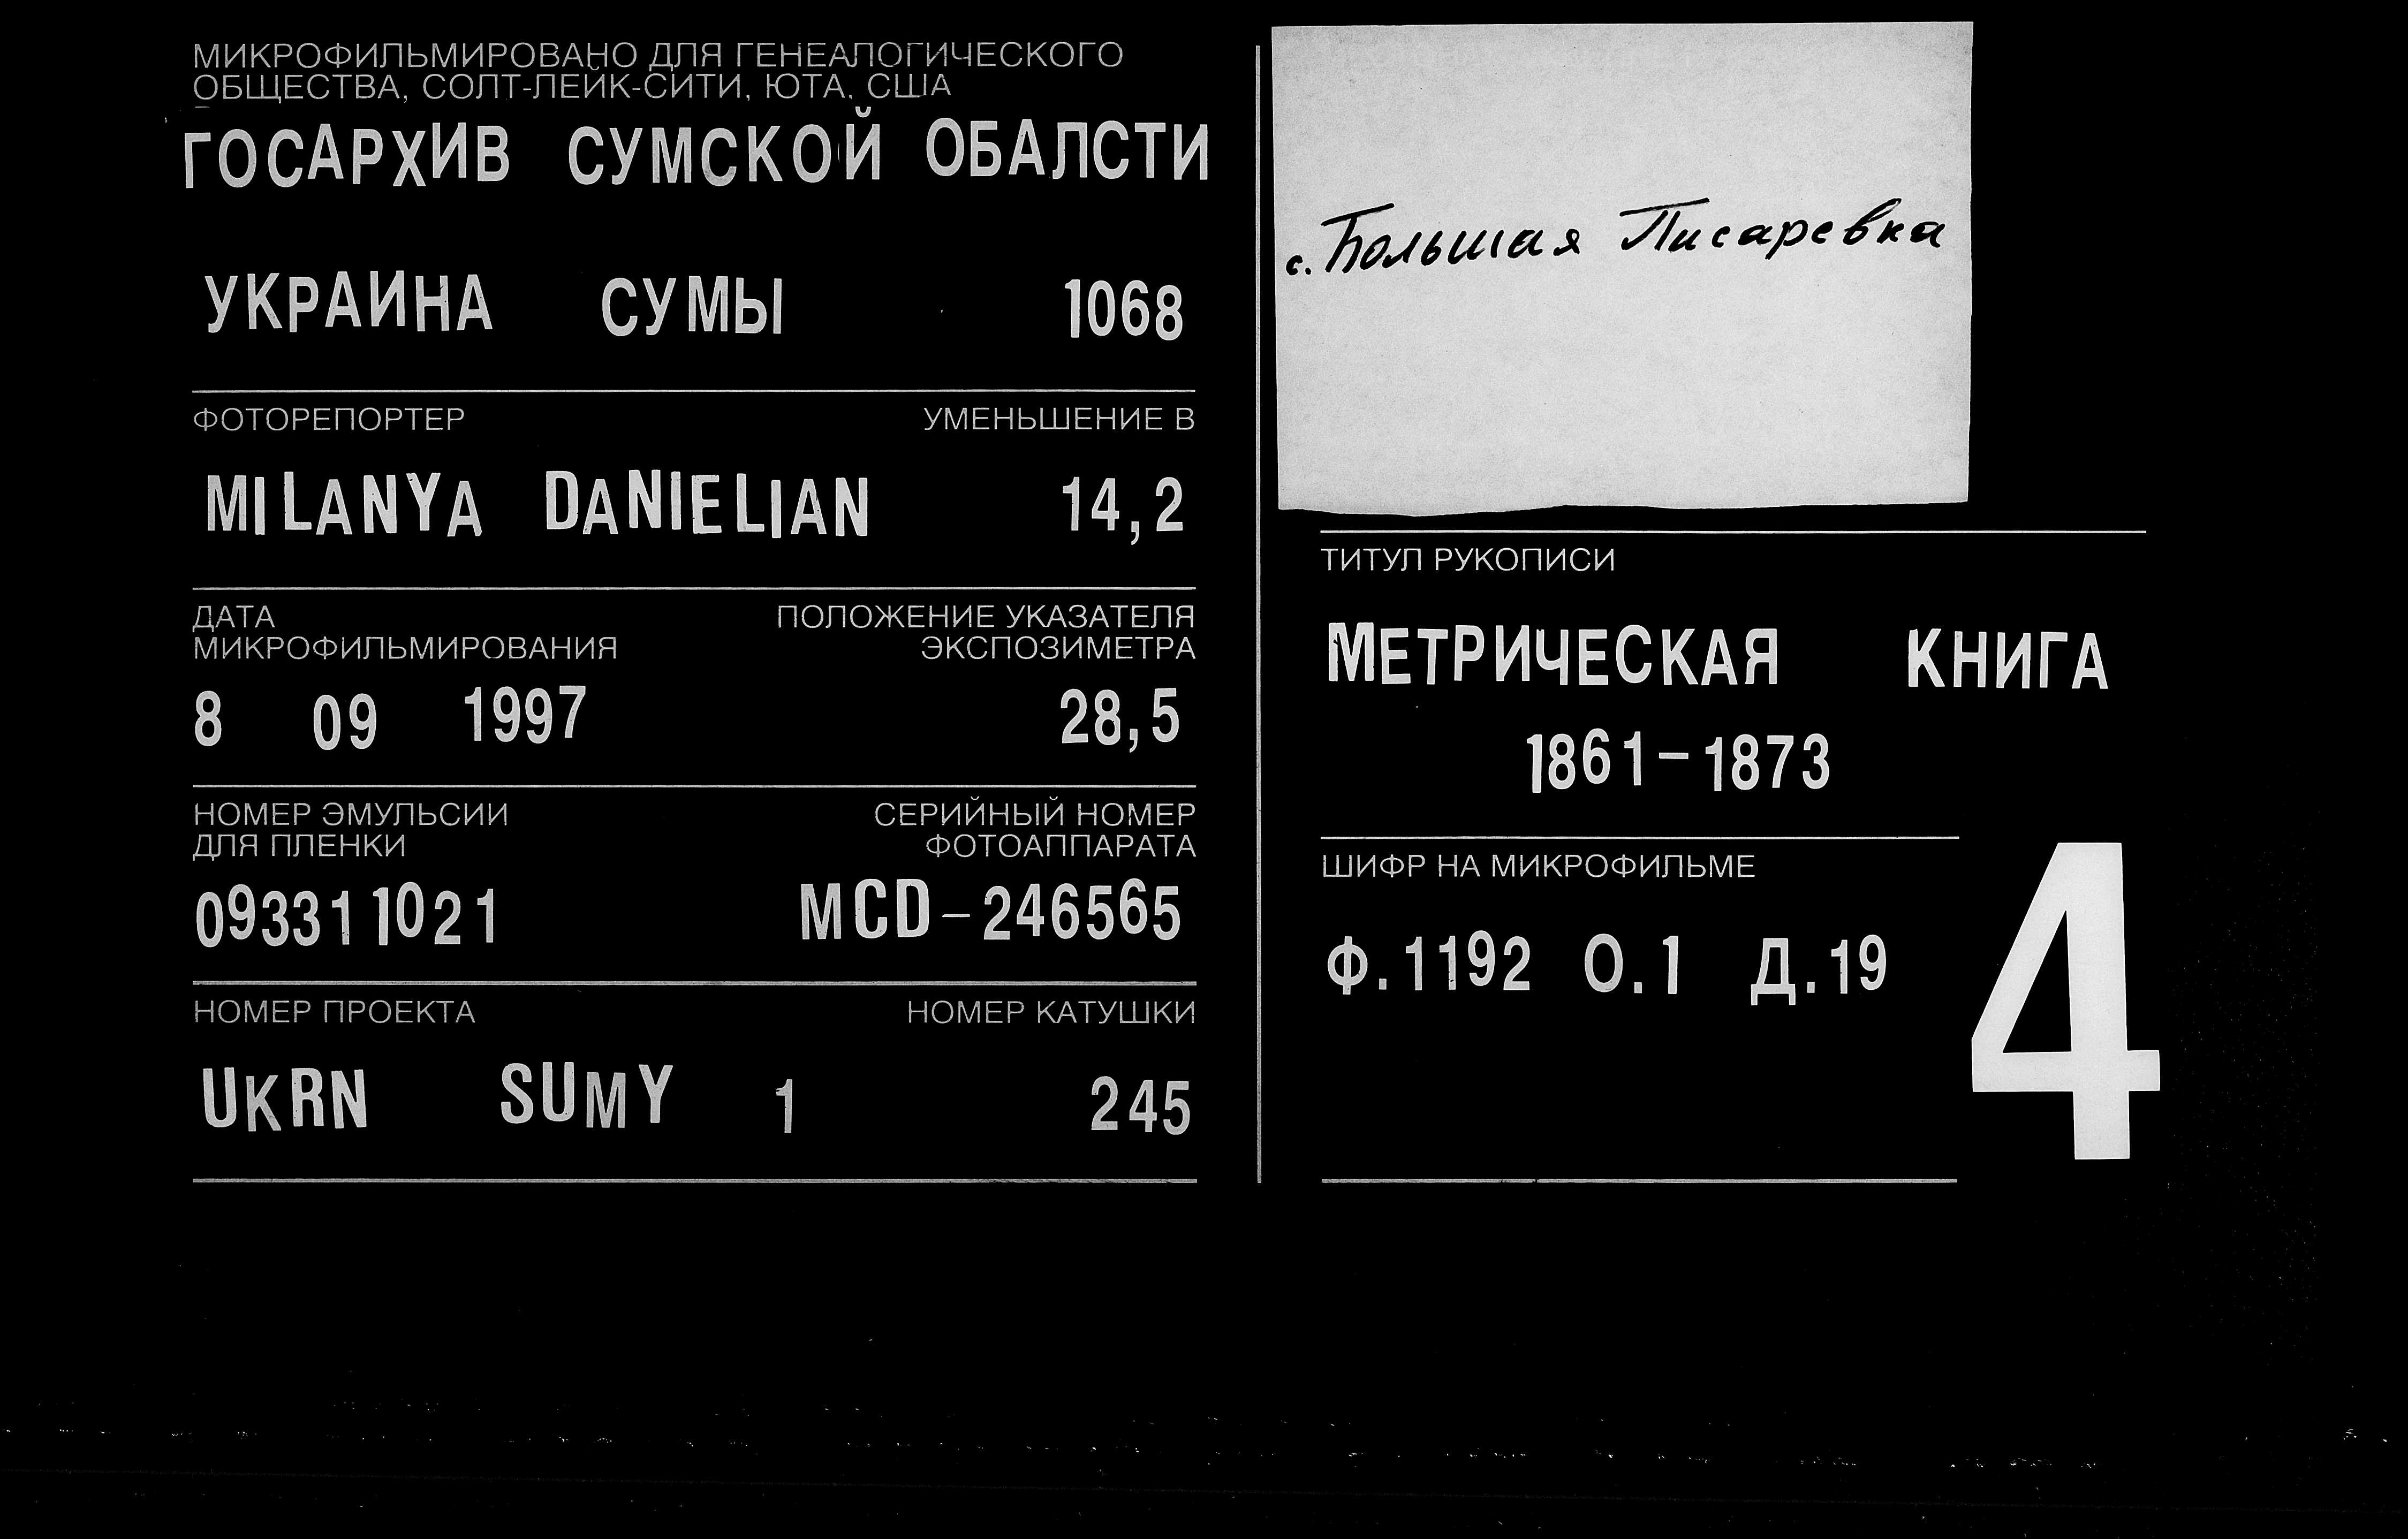 МИКРОФИЛЬМИРОВАНО ДЛЯ ГЕНЕАЛОГИЧЕСКОГО
ОБЩЕСТВА, СОЛТ-ЛЕЙК-СИТИ, ЮТА, США
ГОСАРХИВ СУМСКОЙ ОБАЛСТИ
УКРАИНА СУМЫ 1068
ФОТОРЕПОРТЕР УМЕНЬШЕНИЕ В
MILANYA DANIELIAN 14,2
ДАТА ПОЛОЖЕНИЕ УКАЗАТЕЛЯ
МИКРОФИЛЬМИРОВАНИЯ ЭКСПОЗИМЕТРА
8 09 1997 28,5
НОМЕР ЭМУЛЬСИИ СЕРИЙНЫЙ НОМЕР
ДЛЯ ПЛЕНКИ ФОТОАППАРАТА
093311021 MCD-246565
НОМЕР ПРОЕКТА НОМЕР КАТУШКИ
UKRN SUMY 1 245
с. Большая Писаревка
ТИТУЛ РУКОПИСИ
МЕТРИЧЕСКАЯ КНИГА
1861-1873
ШИФР НА МИКРОФИЛЬМЕ
Ф.1192 О.1 Д.19
4